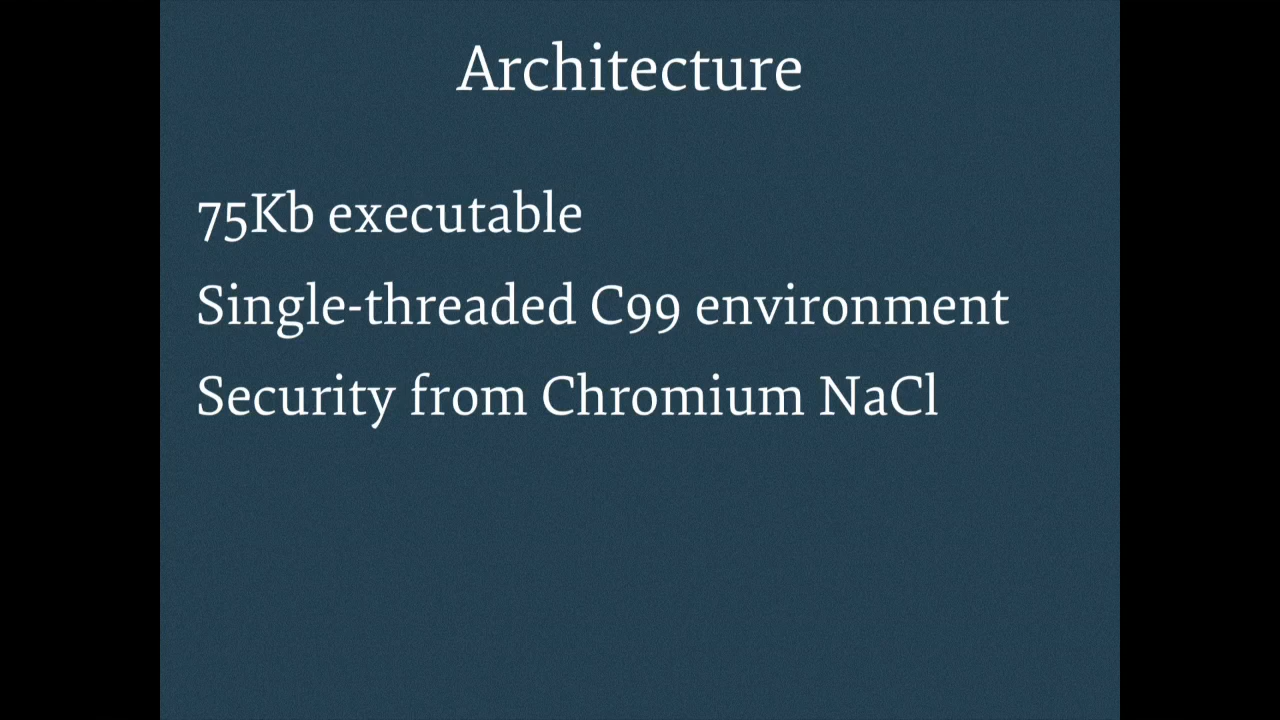 Architecture
75Kb executable
Single-threaded C99 environment
Security from Chromium NaCl